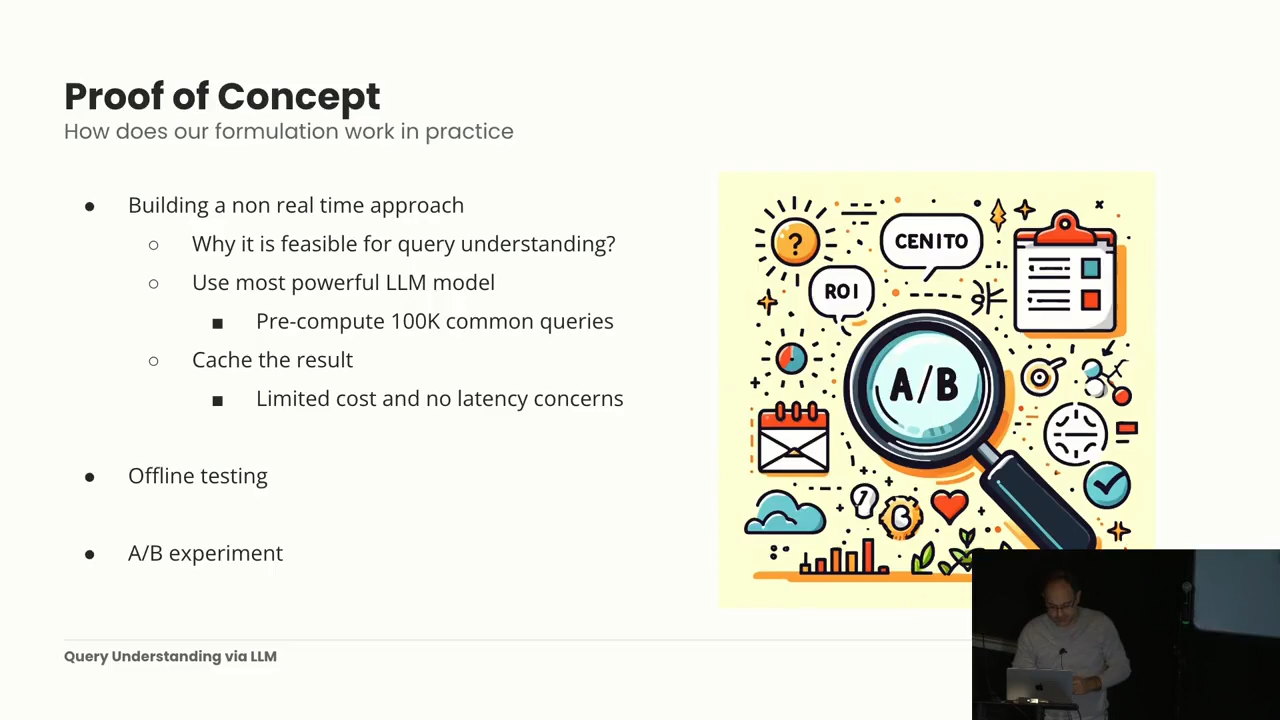 Proof of Concept
How does our formulation work in practice
● Building a non real time approach
○ Why it is feasible for query understanding?
○ Use most powerful LLM model
■ Pre-compute 100K common queries
○ Cache the result
■ Limited cost and no latency concerns
● Offline testing
● A/B experiment
?
CENITO
ROI
A/B
Query Understanding via LLM